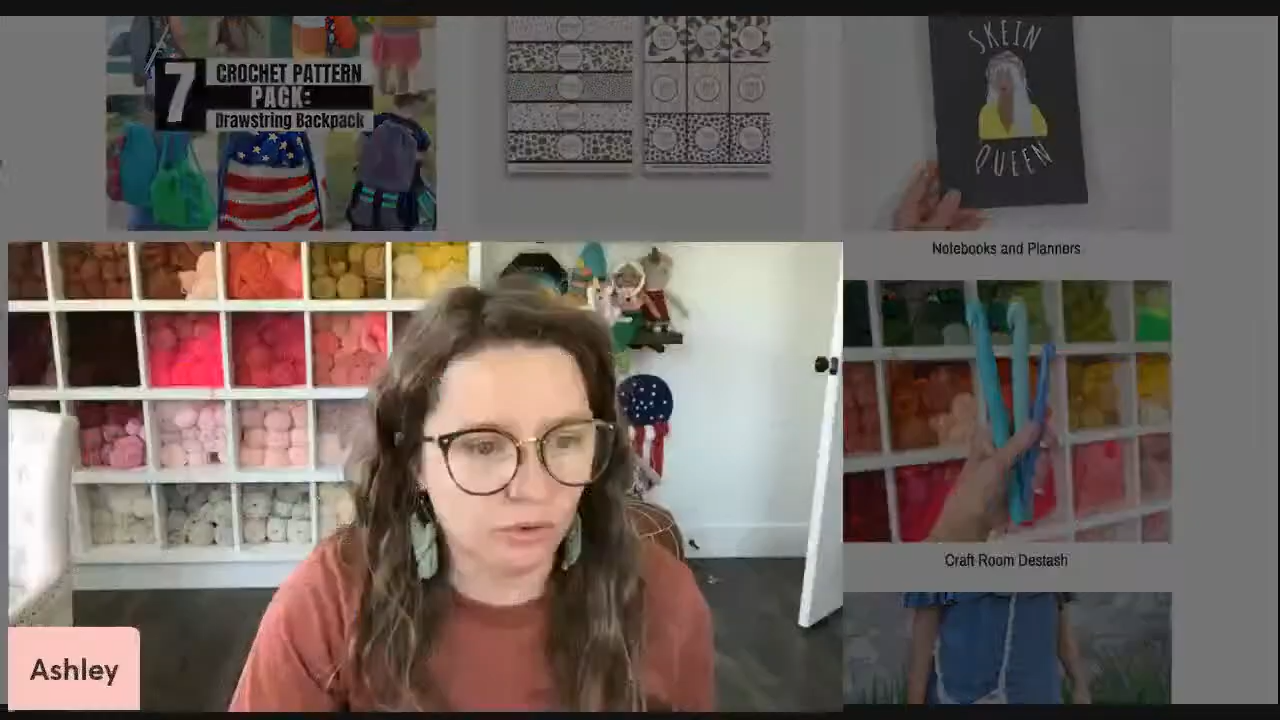 7
CROCHET PATTERN
PACK:
Drawstring Backpack
SKEIN
QUEEN
Notebooks and Planners
Craft Room Destash
Ashley